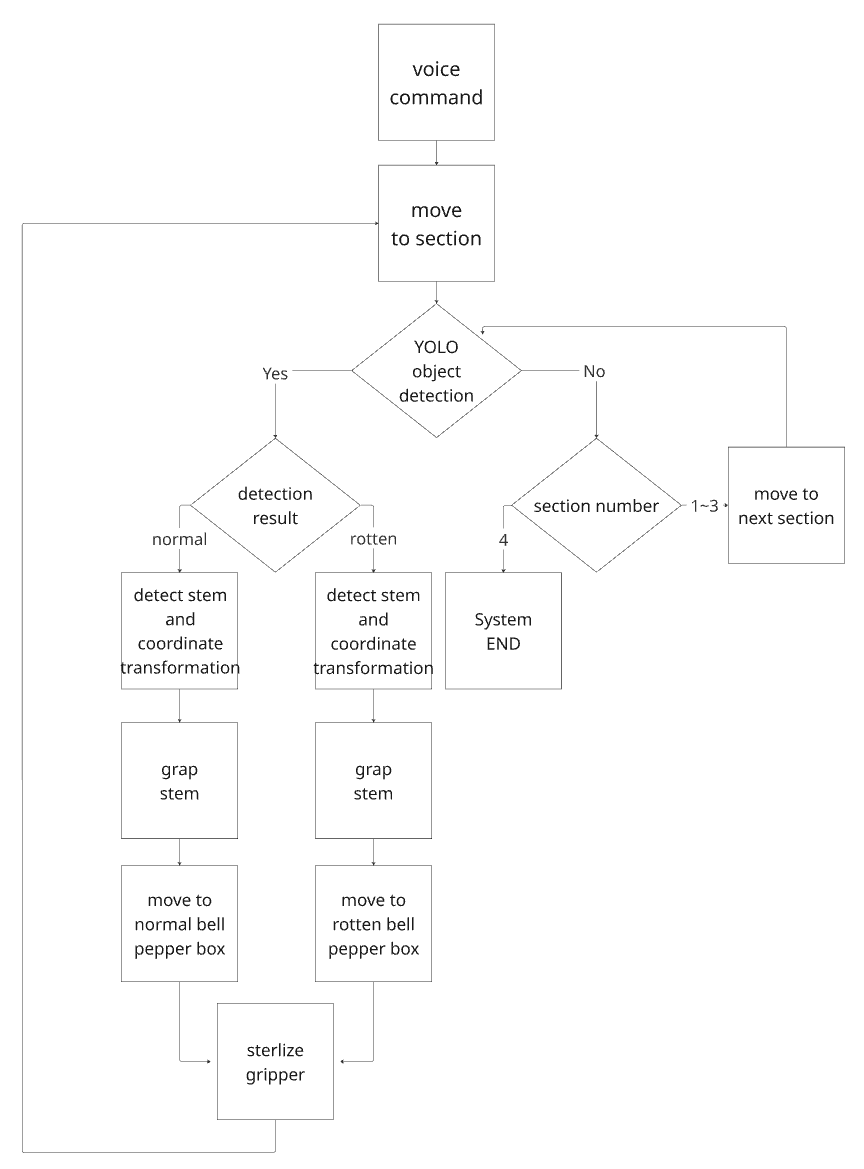 voice
command
move
to section
YOLO
object
detection
Yes
No
detection
result
section number
1~3
move to
next section
normal
rotten
4
detect stem
and
coordinate
transformation
detect stem
and
coordinate
transformation
System
END
grap
stem
grap
stem
move to
normal bell
pepper box
move to
rotten bell
pepper box
sterlize
gripper